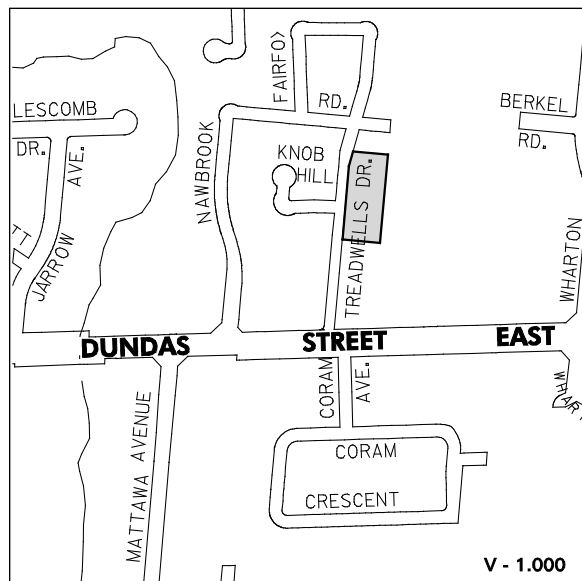 LESCOMB
DR.
AVE.
JARROW
NAWBROOK
FAIRFO
RD.
KNOB
HILL
TREADWELLS DR.
BERKEL
RD.
WHARTON
DUNDAS STREET EAST
MATTAWA AVENUE
CORAM
AVE.
CORAM
CRESCENT
V - 1.000